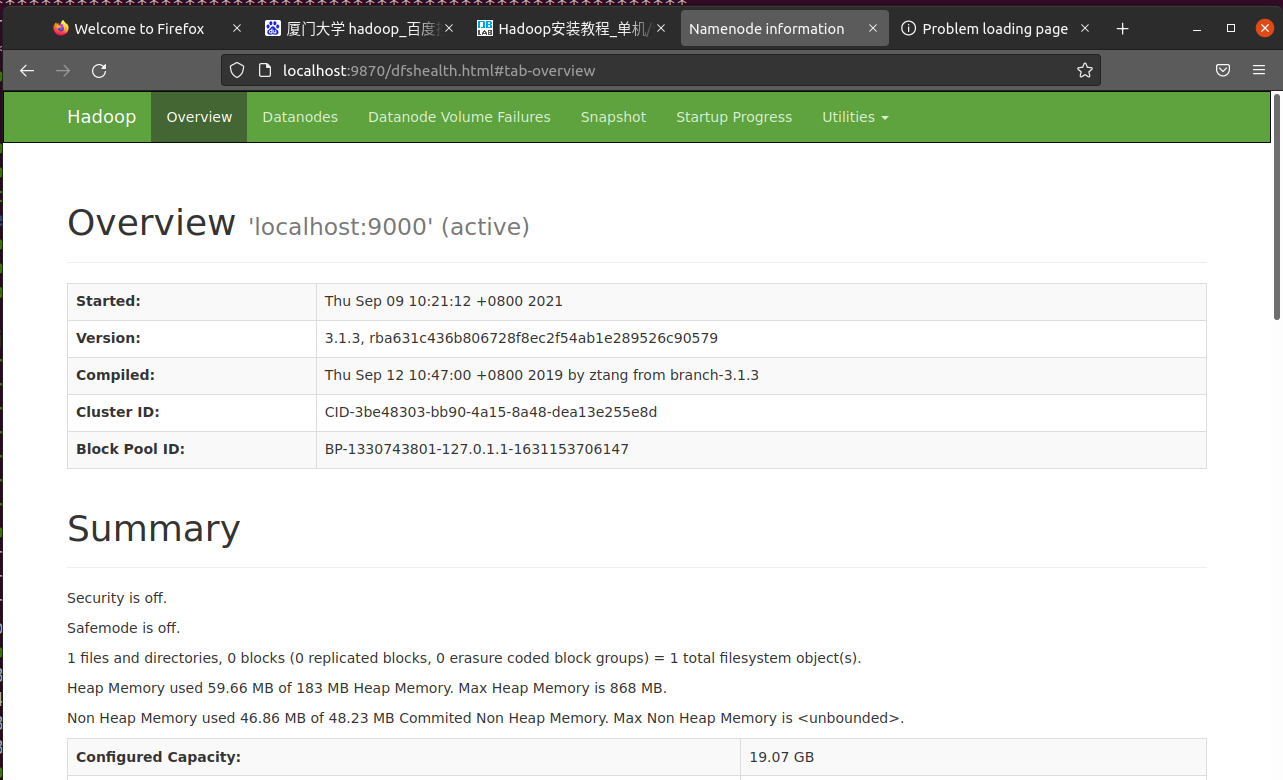 Welcome to Firefox
厦门大学 hadoop_百度
Hadoop安装教程_单机/
Namenode information
Problem loading page
localhost:9870/dfshealth.html#tab-overview
Hadoop Overview Datanodes Datanode Volume Failures Snapshot Startup Progress Utilities
Overview 'localhost:9000' (active)
Started: Thu Sep 09 10:21:12 +0800 2021
Version: 3.1.3, rba631c436b806728f8ec2f54ab1e289526c90579
Compiled: Thu Sep 12 10:47:00 +0800 2019 by ztang from branch-3.1.3
Cluster ID: CID-3be48303-bb90-4a15-8a48-dea13e255e8d
Block Pool ID: BP-1330743801-127.0.1.1-1631153706147
Summary
Security is off.
Safemode is off.
1 files and directories, 0 blocks (0 replicated blocks, 0 erasure coded block groups) = 1 total filesystem object(s).
Heap Memory used 59.66 MB of 183 MB Heap Memory. Max Heap Memory is 868 MB.
Non Heap Memory used 46.86 MB of 48.23 MB Commited Non Heap Memory. Max Non Heap Memory is <unbounded>.
Configured Capacity: 19.07 GB